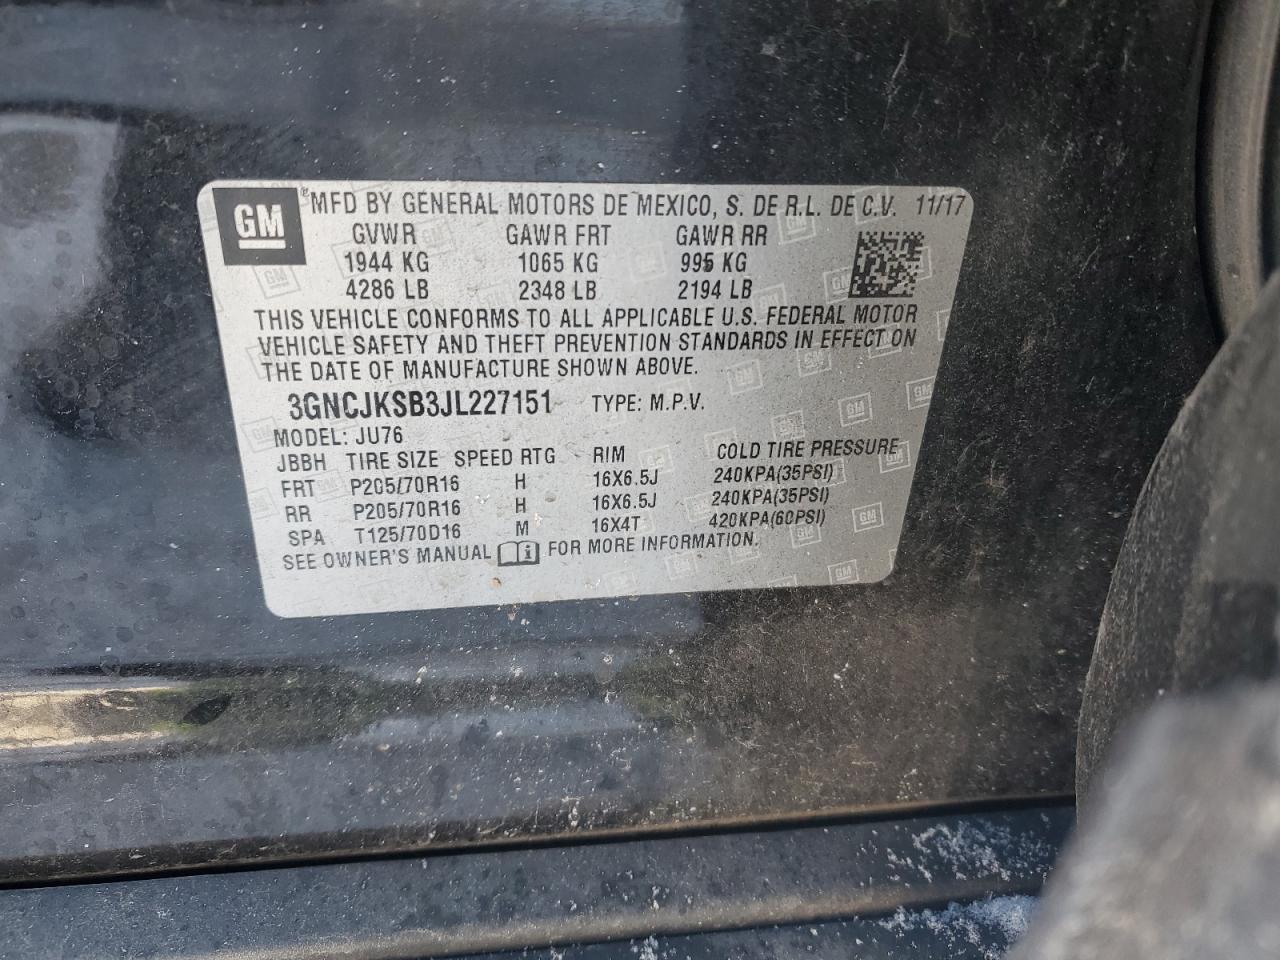 GM ® MFD BY GENERAL MOTORS DE MEXICO, S. DE R.L. DE C.V. 11/17
GVWR GAWR FRT GAWR RR
1944 KG 1065 KG 995 KG
4286 LB 2348 LB 2194 LB
THIS VEHICLE CONFORMS TO ALL APPLICABLE U.S. FEDERAL MOTOR
VEHICLE SAFETY AND THEFT PREVENTION STANDARDS IN EFFECT ON
THE DATE OF MANUFACTURE SHOWN ABOVE.
3GNCJKSB3JL227151 TYPE: M.P.V.
MODEL: JU76
JBBH TIRE SIZE SPEED RTG RIM COLD TIRE PRESSURE
FRT P205/70R16 H 16X6.5J 240KPA(35PSI)
RR P205/70R16 H 16X6.5J 240KPA(35PSI)
SPA T125/70D16 M 16X4T 420KPA(60PSI)
SEE OWNER'S MANUAL FOR MORE INFORMATION.